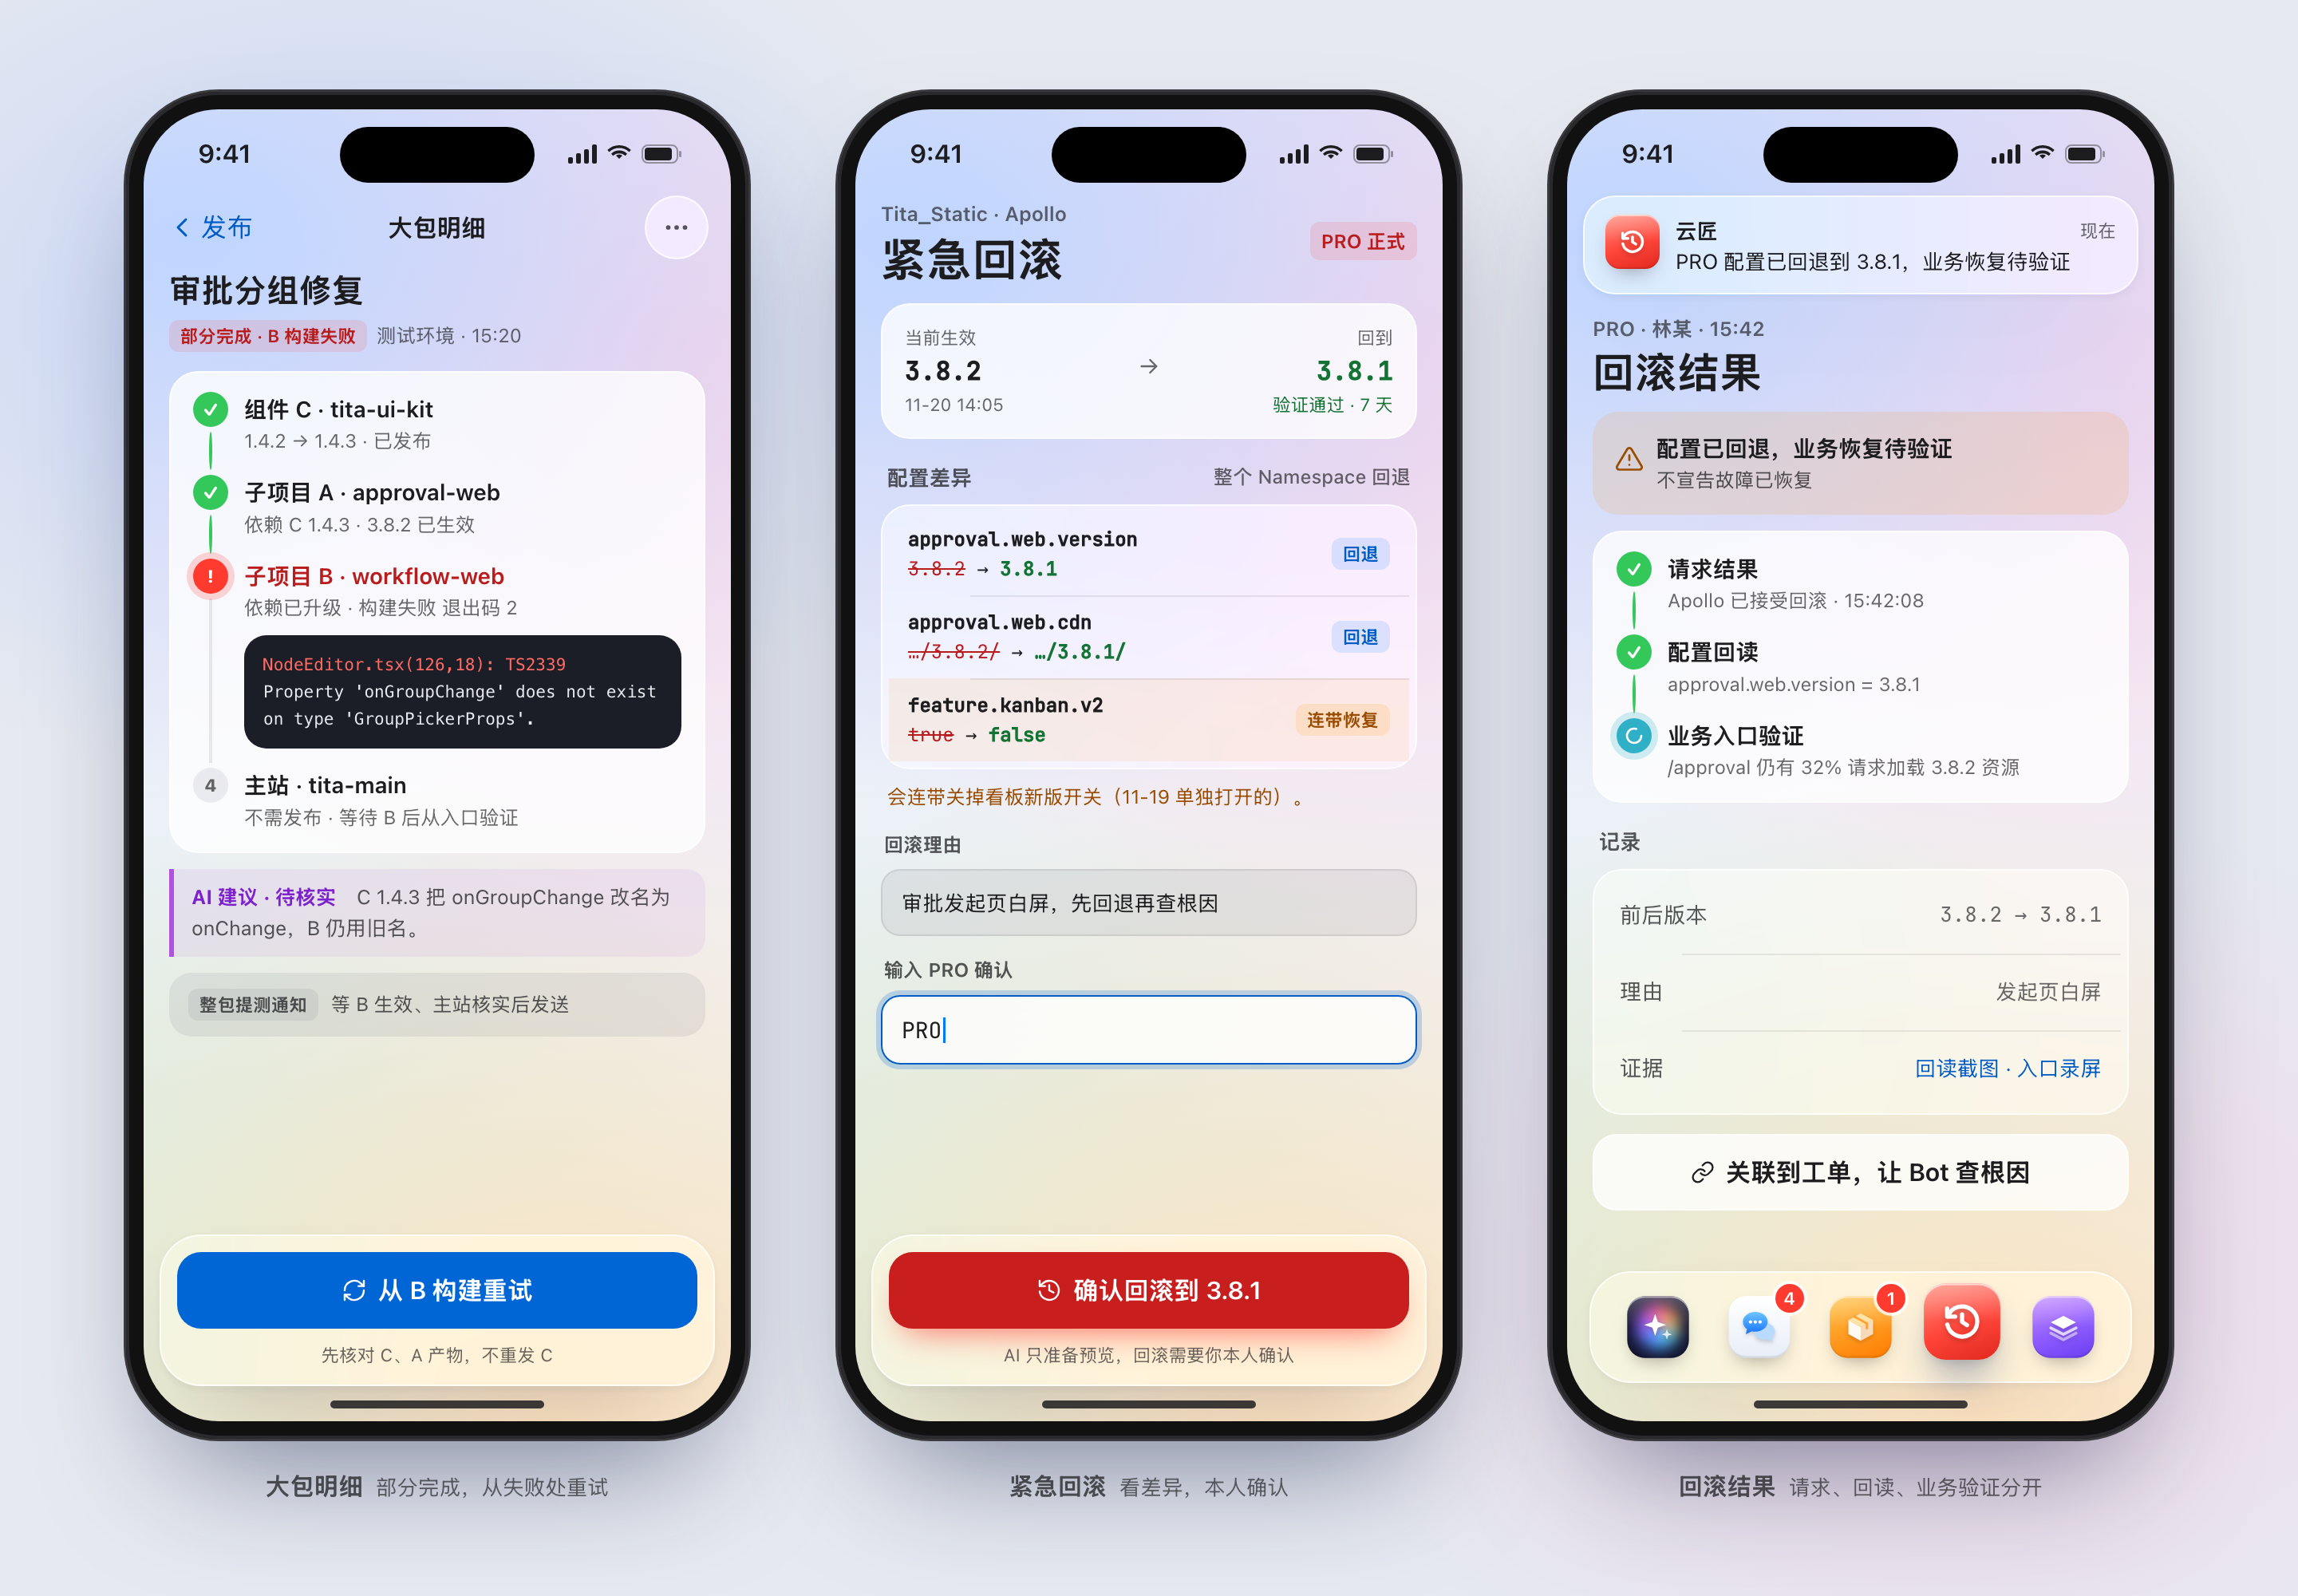 9:41
发布
大包明细
审批分组修复
部分完成 · B 构建失败 测试环境 · 15:20
组件 C · tita-ui-kit
1.4.2 → 1.4.3 · 已发布
子项目 A · approval-web
依赖 C 1.4.3 · 3.8.2 已生效
!
子项目 B · workflow-web
依赖已升级 · 构建失败 退出码 2
NodeEditor.tsx(126,18): TS2339
Property 'onGroupChange' does not exist
on type 'GroupPickerProps'.
4
主站 · tita-main
不需发布 · 等待 B 后从入口验证
AI 建议 · 待核实 C 1.4.3 把 onGroupChange 改名为
onChange，B 仍用旧名。
整包提测通知 等 B 生效、主站核实后发送
从 B 构建重试
先核对 C、A 产物，不重发 C
大包明细 部分完成，从失败处重试
9:41
Tita_Static · Apollo
紧急回滚
PRO 正式
当前生效
3.8.2
11-20 14:05
→
回到
3.8.1
验证通过 · 7 天
配置差异
整个 Namespace 回退
approval.web.version
3.8.2 → 3.8.1
回退
approval.web.cdn
…/3.8.2/ → …/3.8.1/
回退
feature.kanban.v2
true → false
连带恢复
会连带关掉看板新版开关（11-19 单独打开的）。
回滚理由
审批发起页白屏，先回退再查根因
输入 PRO 确认
PRO
确认回滚到 3.8.1
AI 只准备预览，回滚需要你本人确认
紧急回滚 看差异，本人确认
9:41
云匠
现在
PRO 配置已回退到 3.8.1，业务恢复待验证
PRO · 林某 · 15:42
回滚结果
配置已回退，业务恢复待验证
不宣告故障已恢复
请求结果
Apollo 已接受回滚 · 15:42:08
配置回读
approval.web.version = 3.8.1
业务入口验证
/approval 仍有 32% 请求加载 3.8.2 资源
记录
前后版本 3.8.2 → 3.8.1
理由 发起页白屏
证据 回读截图 · 入口录屏
关联到工单，让 Bot 查根因
4
1
回滚结果 请求、回读、业务验证分开